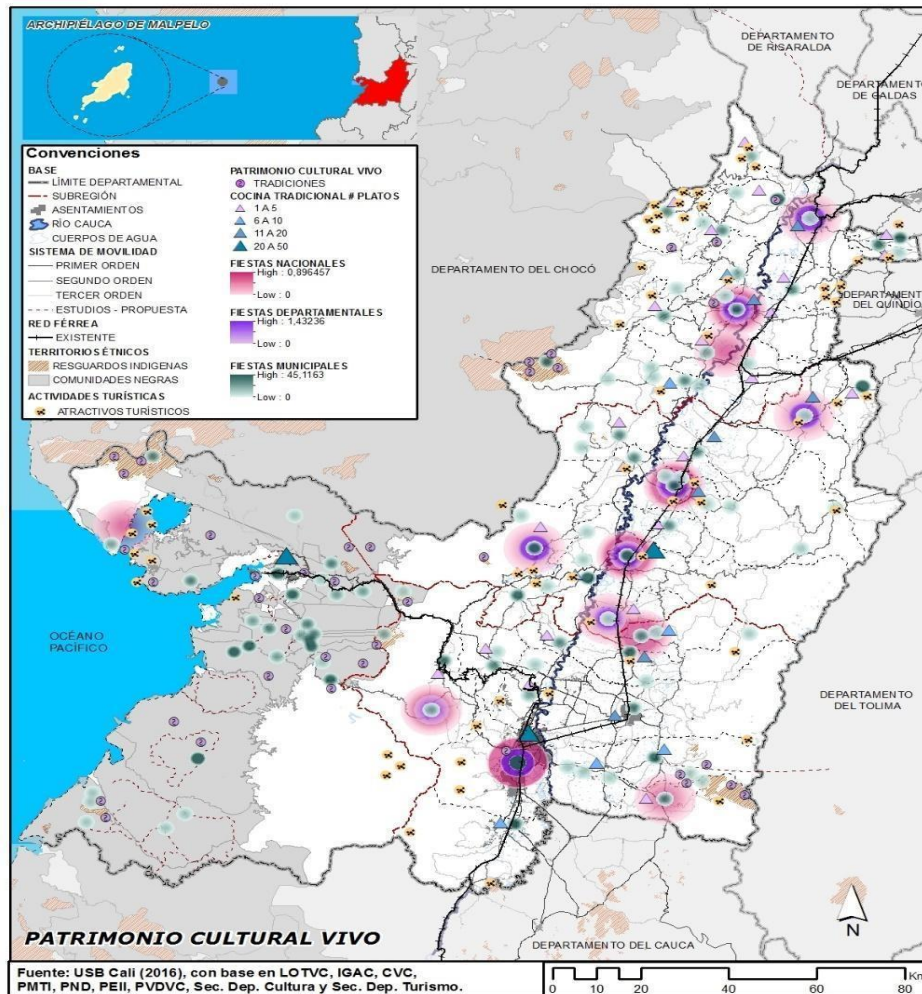 ARCHIPIÉLAGO DE MALPELO
DEPARTAMENTO
DE RISARALDA
DEPARTAMENTO
DE CALDAS
Convenciones
BASE
LÍMITE DEPARTAMENTAL
SUBREGIÓN
ASENTAMIENTOS
RÍO CAUCA
CUERPOS DE AGUA
SISTEMA DE MOVILIDAD
PRIMER ORDEN
SEGUNDO ORDEN
TERCER ORDEN
ESTUDIOS - PROPUESTA
RED FÉRREA
EXISTENTE
TERRITORIOS ÉTNICOS
RESGUARDOS INDIGENAS
COMUNIDADES NEGRAS
ACTIVIDADES TURÍSTICAS
ATRACTIVOS TURÍSTICOS
PATRIMONIO CULTURAL VIVO
TRADICIONES
COCINA TRADICIONAL # PLATOS
1 A 5
6 A 10
11 A 20
20 A 50
FIESTAS NACIONALES
High : 0,896457
Low : 0
FIESTAS DEPARTAMENTALES
High : 1,43236
Low : 0
FIESTAS MUNICIPALES
High : 45,1163
Low : 0
DEPARTAMENTO DEL CHOCÓ
DEPARTAMENTO
DEL QUINDÍO
OCÉANO
PACÍFICO
DEPARTAMENTO
DEL TOLIMA
DEPARTAMENTO DEL CAUCA
N
PATRIMONIO CULTURAL VIVO
Fuente: USB Cali (2016), con base en LOTVC, IGAC, CVC,
PMTI, PND, PEII, PVDVC, Sec. Dep. Cultura y Sec. Dep. Turismo.
0 10 20 40 60 80 Km